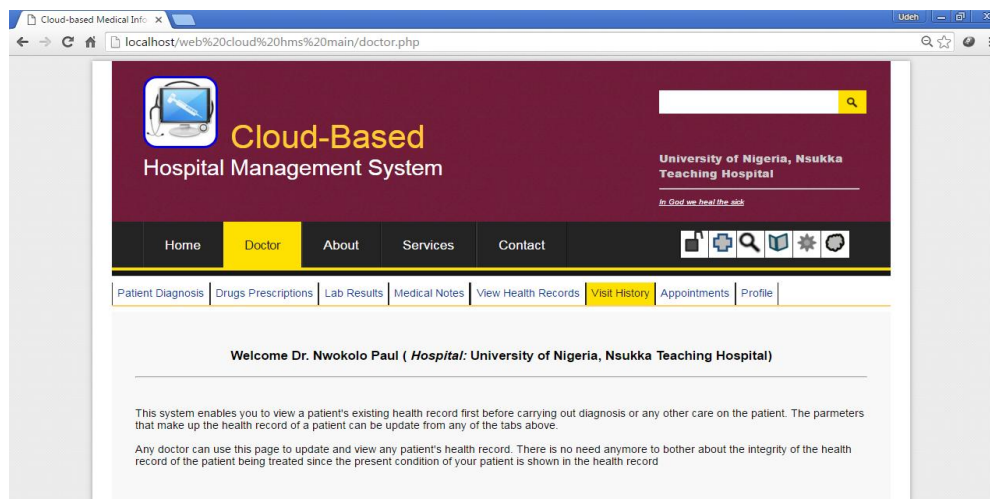 Cloud-based Medical Info
Udeh
localhost/web%20cloud%20hms%20main/doctor.php
Cloud-Based
Hospital Management System
University of Nigeria, Nsukka
Teaching Hospital
In God we heal the sick
Home Doctor About Services Contact
Patient Diagnosis Drugs Prescriptions Lab Results Medical Notes View Health Records Visit History Appointments Profile
Welcome Dr. Nwokolo Paul ( Hospital: University of Nigeria, Nsukka Teaching Hospital)
This system enables you to view a patient's existing health record first before carrying out diagnosis or any other care on the patient. The parmeters
that make up the health record of a patient can be update from any of the tabs above.
Any doctor can use this page to update and view any patient's health record. There is no need anymore to bother about the integrity of the health
record of the patient being treated since the present condition of your patient is shown in the health record